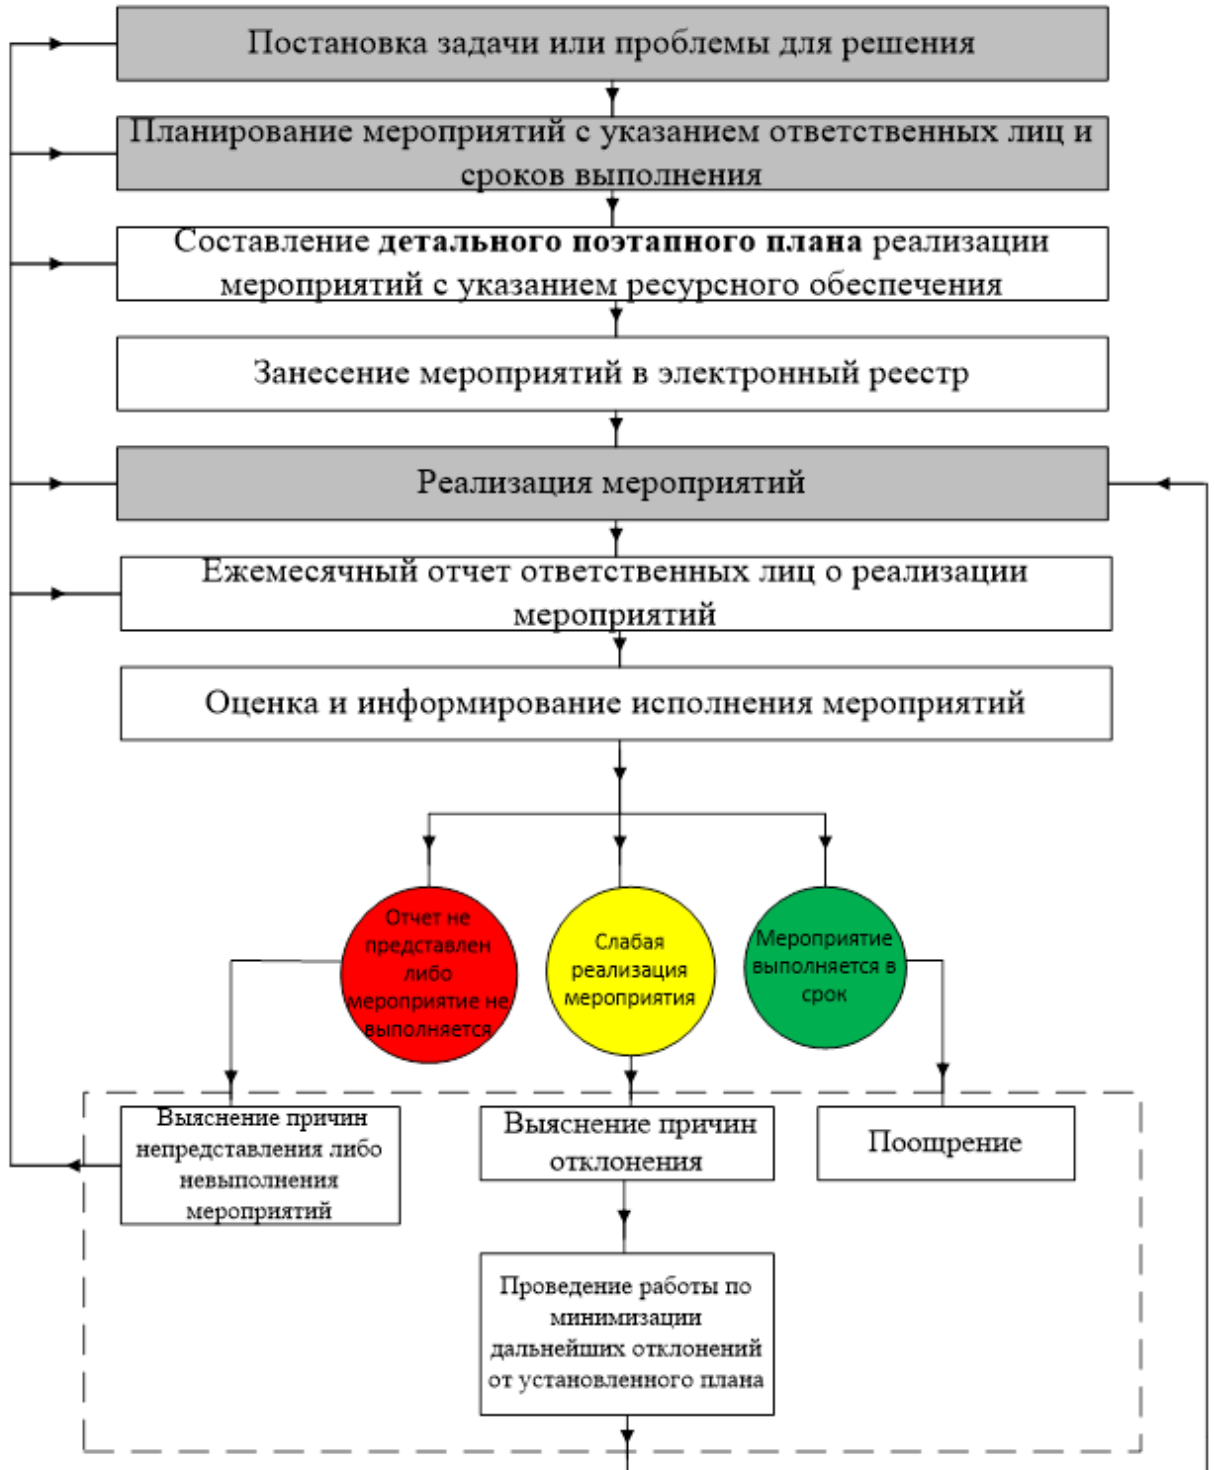 Постановка задачи или проблемы для решения
Планирование мероприятий с указанием ответственных лиц и
сроков выполнения
Составление детального поэтапного плана реализации
мероприятий с указанием ресурсного обеспечения
Занесение мероприятий в электронный реестр
Реализация мероприятий
Ежемесячный отчет ответственных лиц о реализации
мероприятий
Оценка и информирование исполнения мероприятий
Отчет не
представлен
либо
мероприятие не
выполняется
Слабая
реализация
мероприятия
Мероприятие
выполняется в
срок
Выяснение причин
непредставления либо
невыполнения
мероприятий
Выяснение причин
отклонения
Поощрение
Проведение работы по
минимизации
дальнейших отклонений
от установленного плана